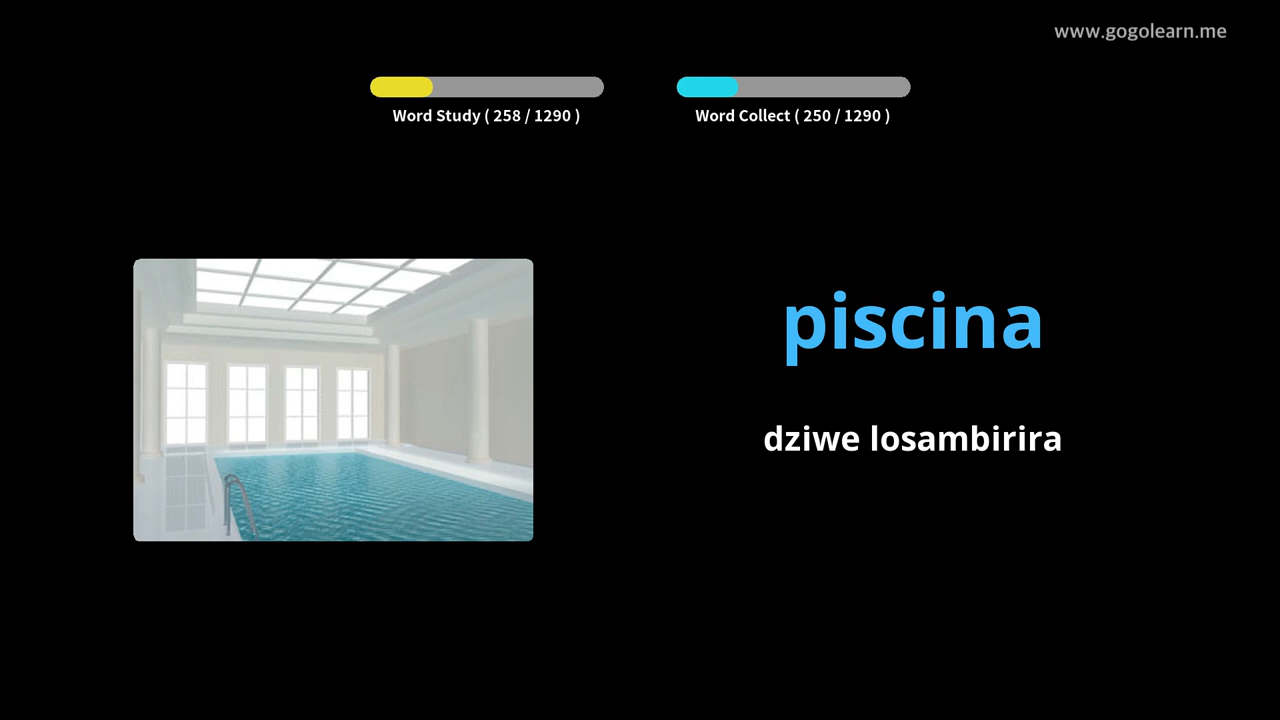 www.gogolearn.me
Word Study ( 258 / 1290 )
Word Collect ( 250 / 1290 )
piscina
dziwe losambirira